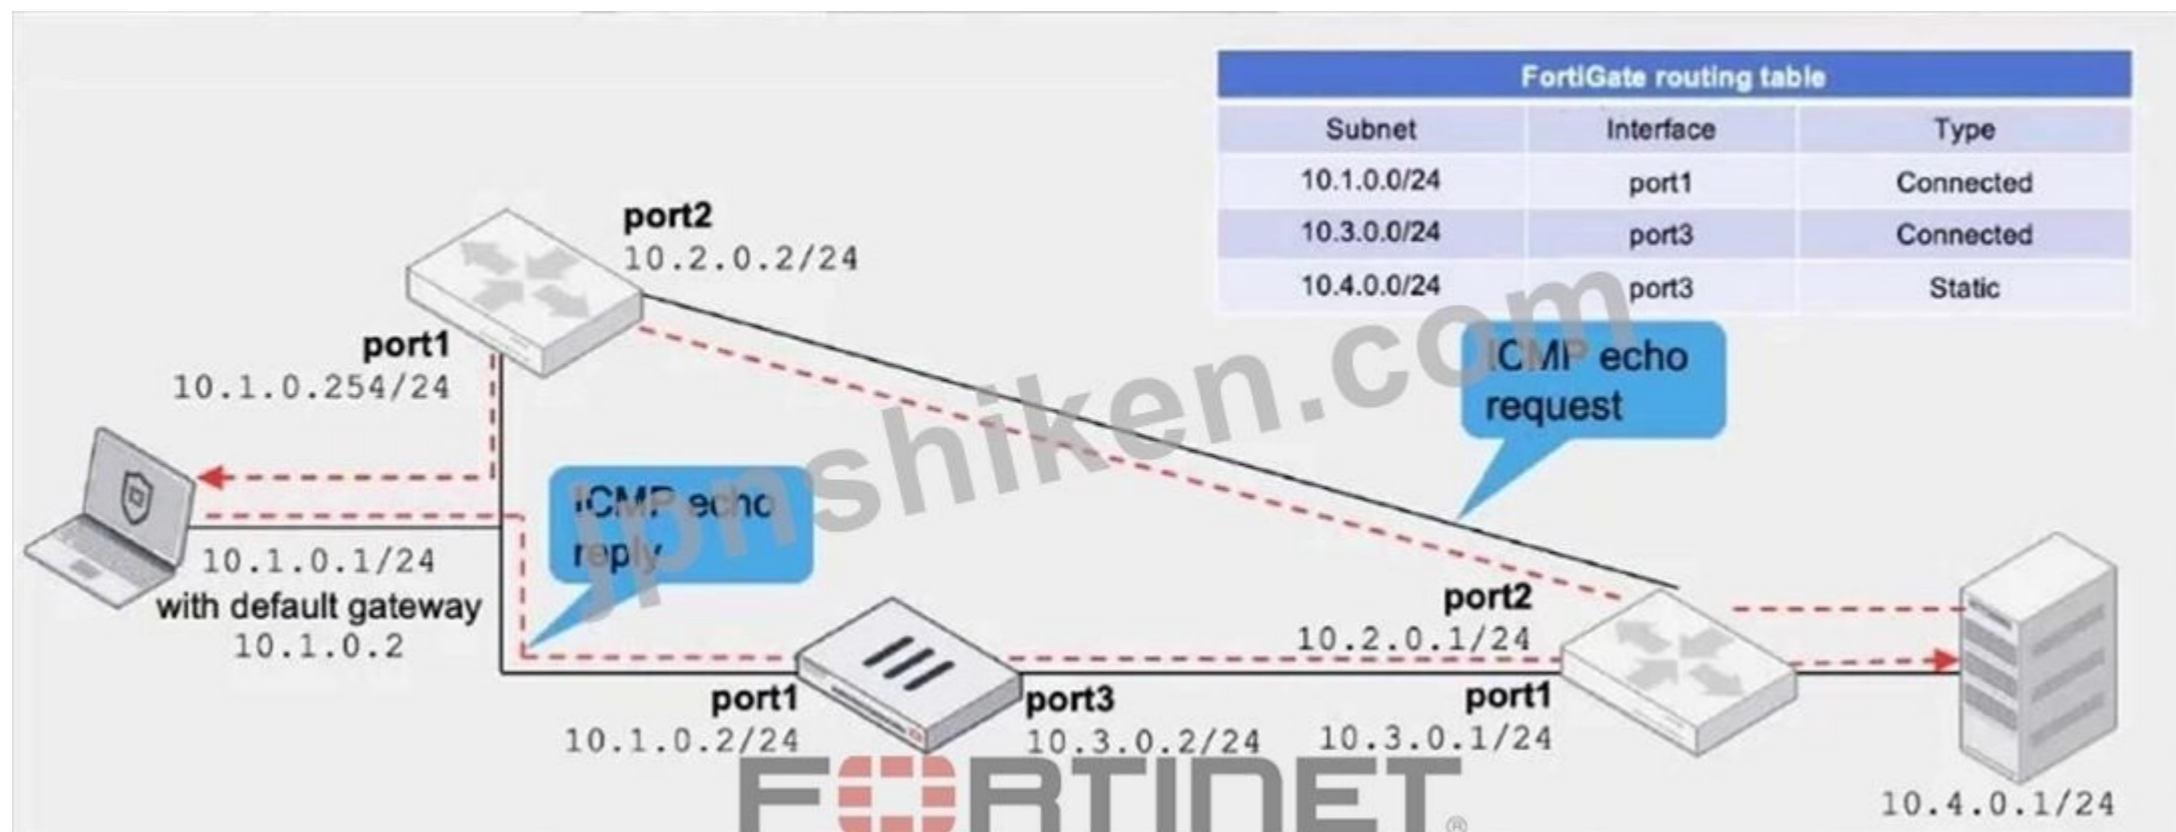 FortiGate routing table
Subnet Interface Type
10.1.0.0/24 port1 Connected
10.3.0.0/24 port3 Connected
10.4.0.0/24 port3 Static
port2
10.2.0.2/24
port1
10.1.0.254/24
ICMP echo
request
ICMP echo
reply
10.1.0.1/24
with default gateway
10.1.0.2
port2
10.2.0.1/24
port1
10.1.0.2/24
port3
10.3.0.2/24
port1
10.3.0.1/24
10.4.0.1/24
jpnshiken.com
FORTINET®